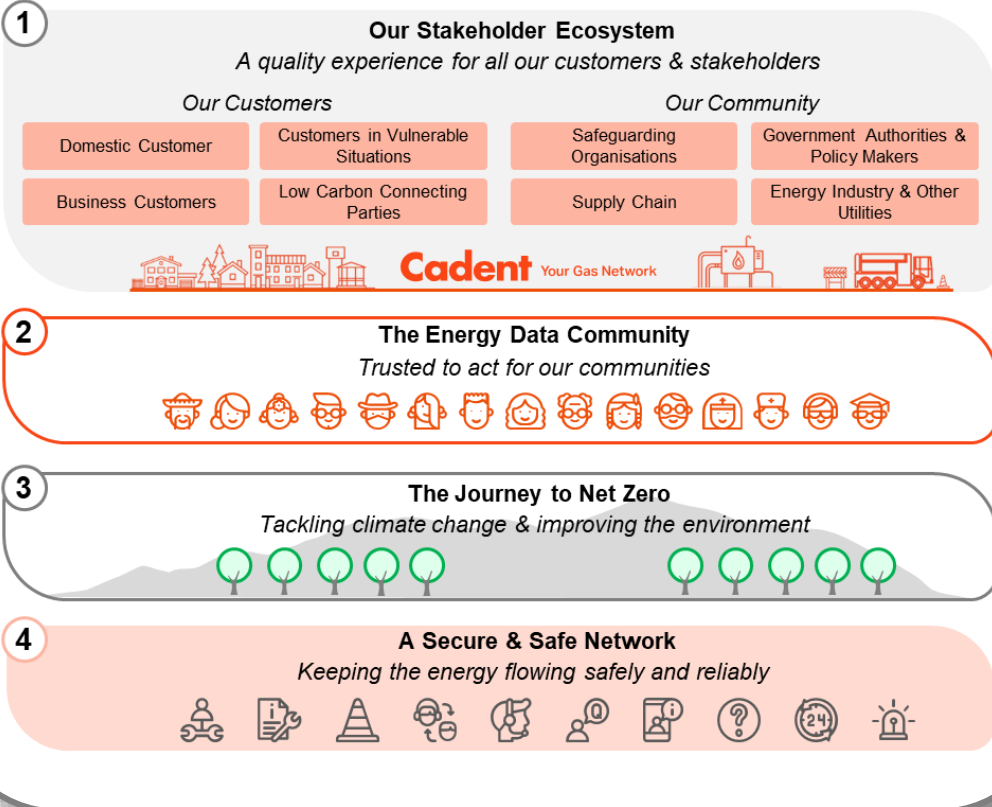 1
Our Stakeholder Ecosystem
A quality experience for all our customers & stakeholders
Our Customers
Domestic Customer
Customers in Vulnerable
Situations
Business Customers
Low Carbon Connecting
Parties
Our Community
Safeguarding
Organisations
Government Authorities &
Policy Makers
Supply Chain
Energy Industry & Other
Utilities
Cadent Your Gas Network
2
The Energy Data Community
Trusted to act for our communities
3
The Journey to Net Zero
Tackling climate change & improving the environment
4
A Secure & Safe Network
Keeping the energy flowing safely and reliably
i
Q
i
?
24